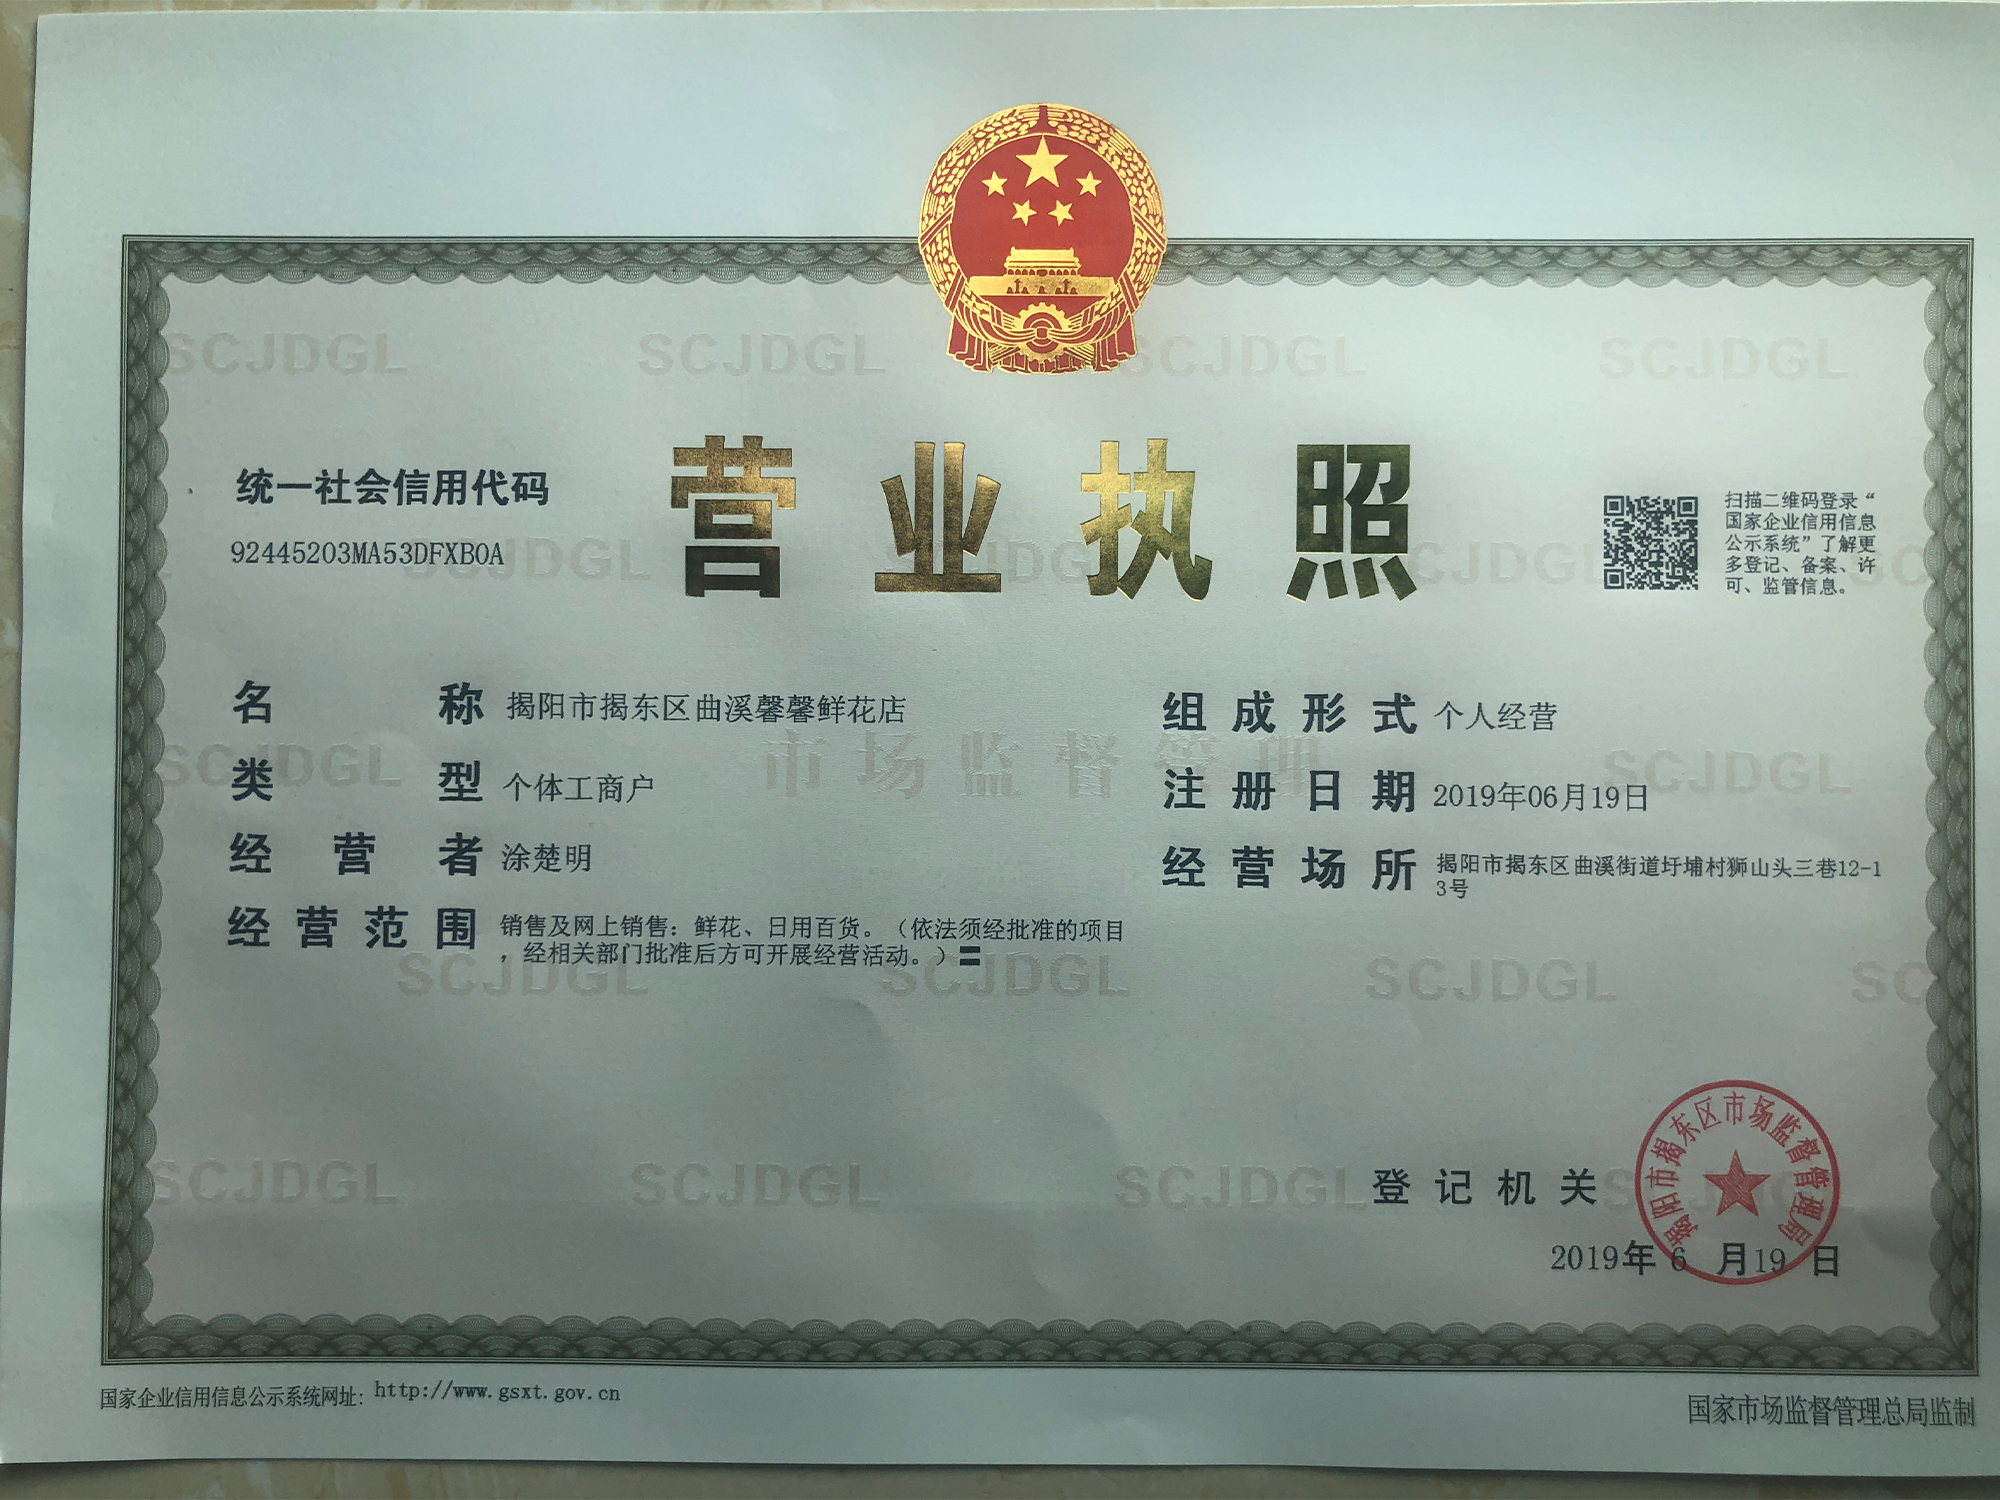 营业执照
统一社会信用代码
92445203MA53DFXB0A
扫描二维码登录“
国家企业信用信息
公示系统”了解更
多登记、备案、许
可、监管信息。
名称 揭阳市揭东区曲溪馨馨鲜花店
类型 个体工商户
经营者 涂楚明
经营范围 销售及网上销售：鲜花、日用百货。（依法须经批准的项目
，经相关部门批准后方可开展经营活动。）〓
组成形式 个人经营
注册日期 2019年06月19日
经营场所 揭阳市揭东区曲溪街道圩埔村狮山头三巷12-1
3号
市场监督管理
SCJDGL
登记机关
揭阳市揭东区市场监督管理局
2019年6月19日
国家企业信用信息公示系统网址：http://www.gsxt.gov.cn
国家市场监督管理总局监制